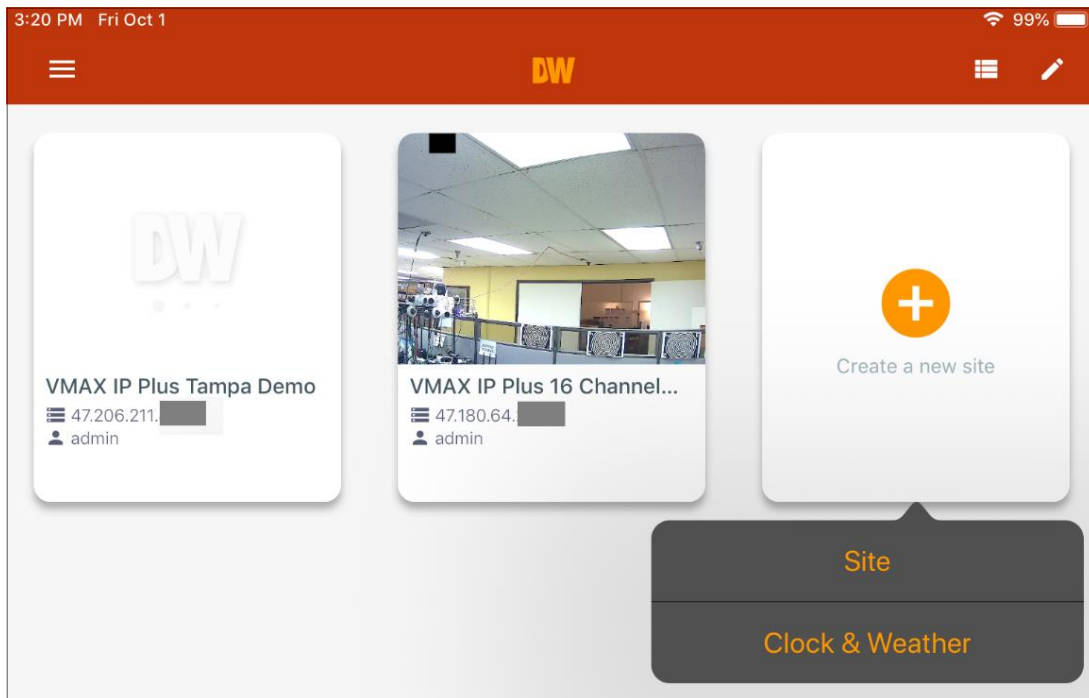 3:20 PM Fri Oct 1
99%
DW
DW
VMAX IP Plus Tampa Demo
47.206.211.
admin
VMAX IP Plus 16 Channel...
47.180.64.
admin
Create a new site
Site
Clock & Weather